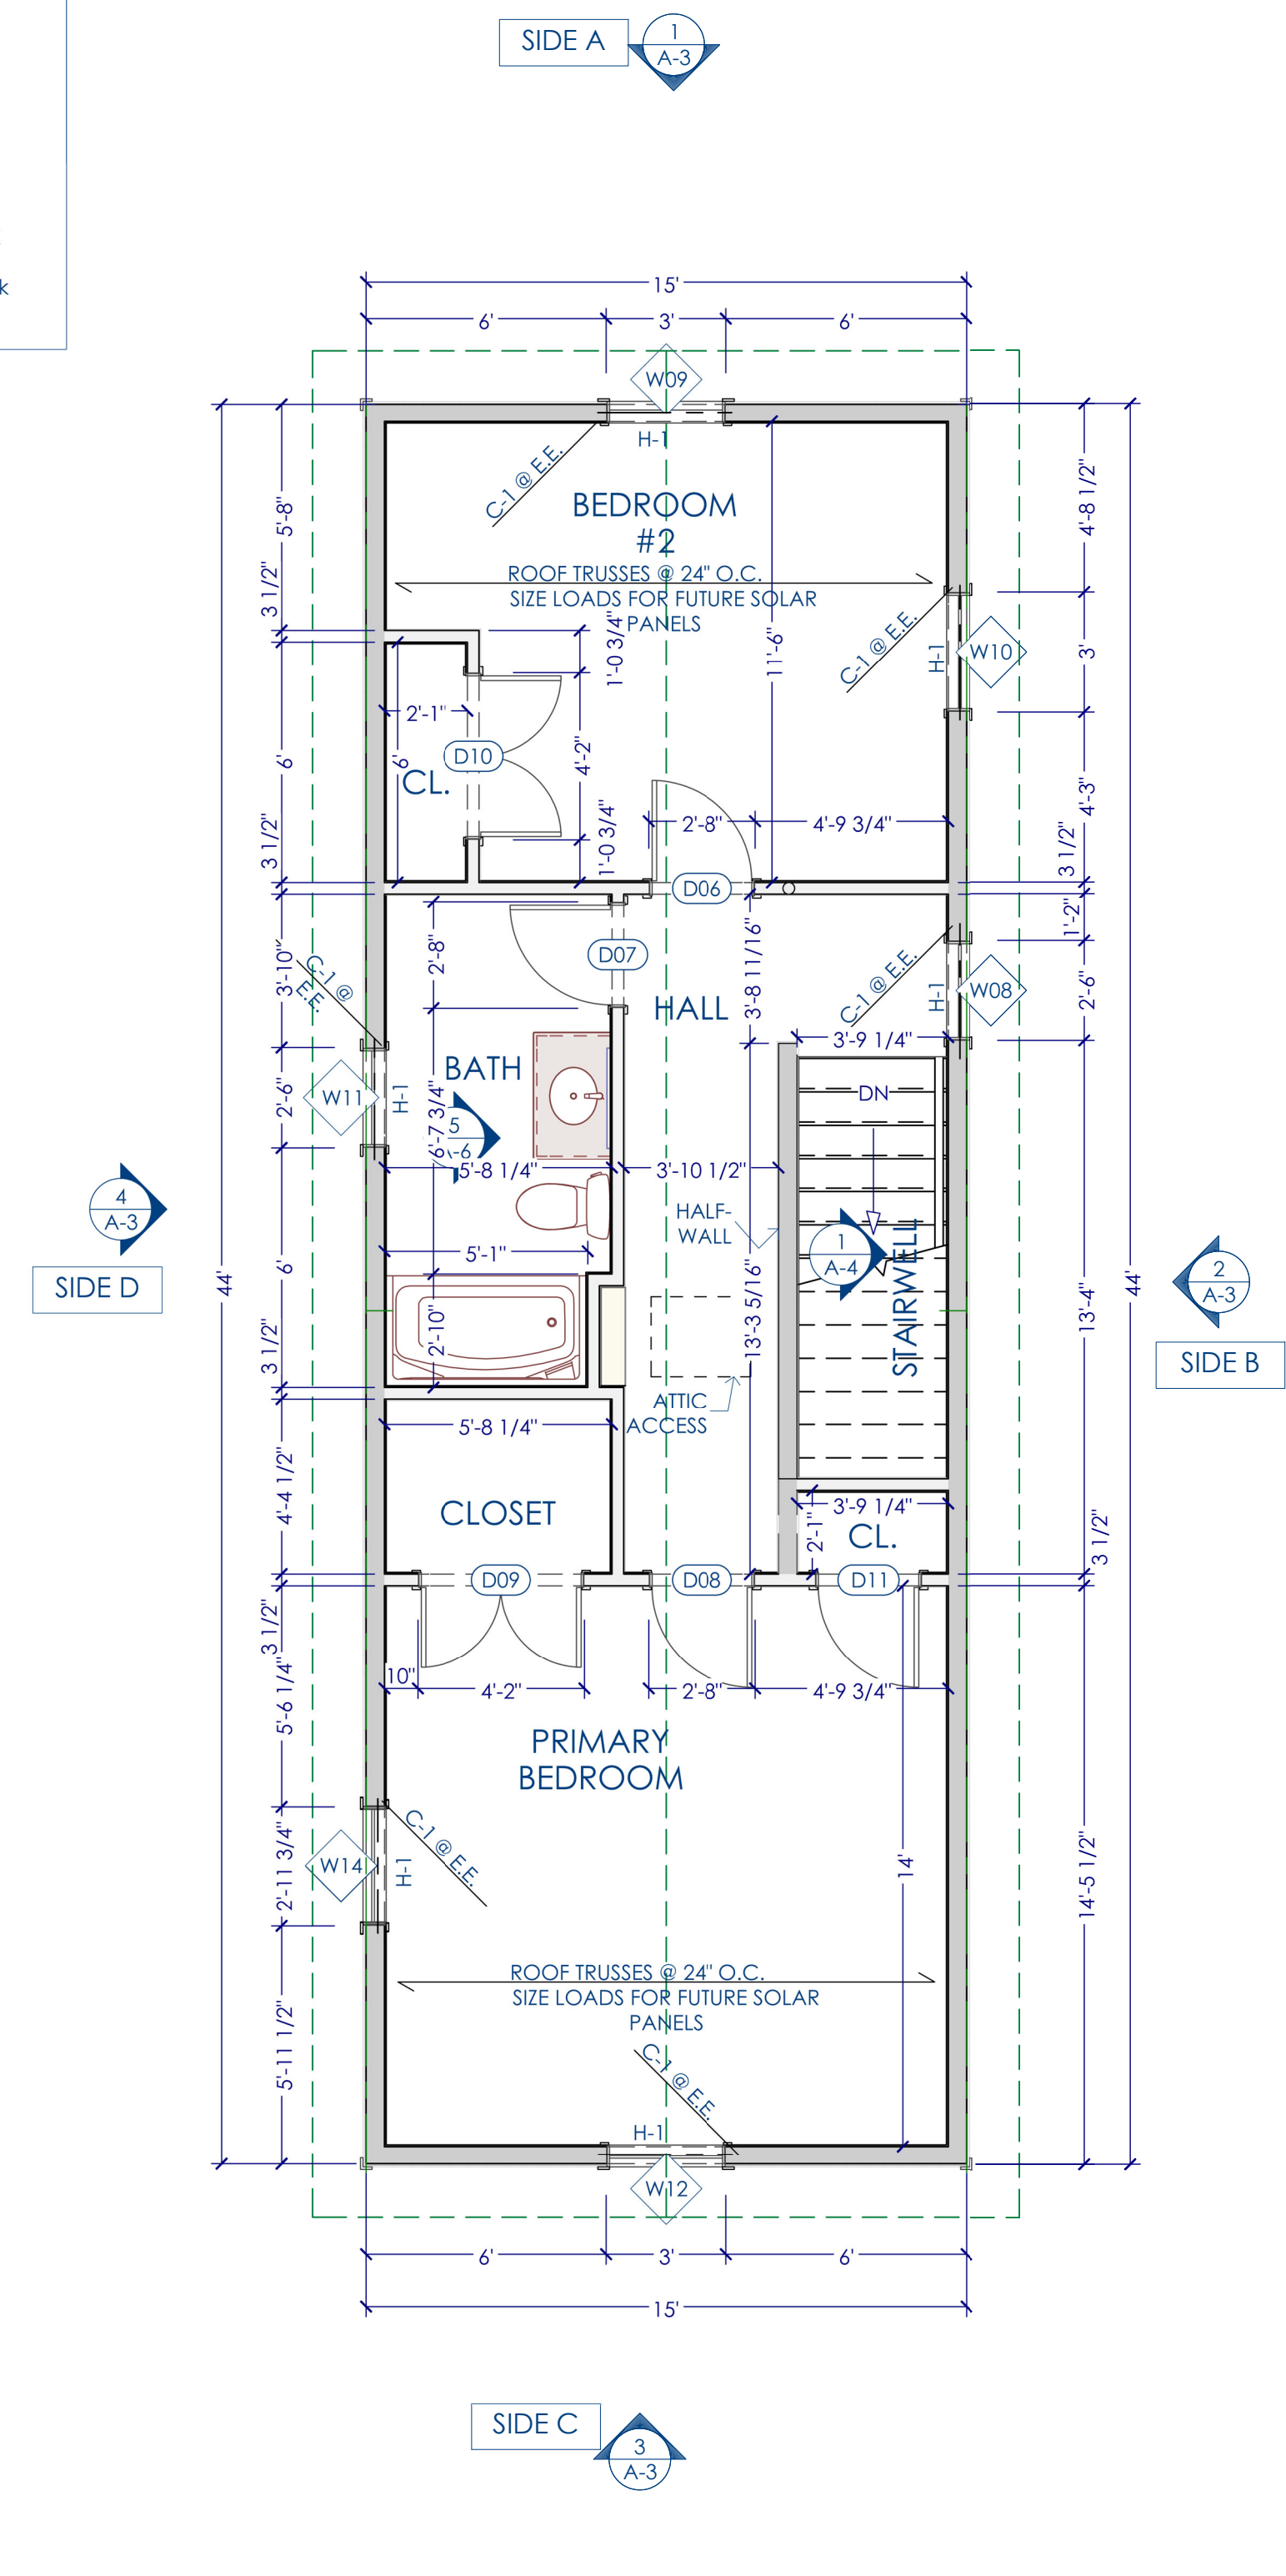 SIDE A
1
A-3
k
15'
6'
3'
6'
W09
H-1
C-1 @ E.E.
BEDROOM
#2
ROOF TRUSSES @ 24" O.C.
SIZE LOADS FOR FUTURE SOLAR
PANELS
5'-8"
3 1/2"
4'-8 1/2"
C-1 @ E.E.
H-1
W10
3'
1'-0 3/4"
11'-6"
2'-1"
D10
6'
CL.
4'-2"
6'
4'-3"
1'-0 3/4"
2'-8"
4'-9 3/4"
3 1/2"
3 1/2"
D06
1'-2"
2'-8"
D07
3'-8 11/16"
3'-10"
C-1 @
E.E.
HALL
C-1 @ E.E.
H-1
W08
2'-6"
3'-9 1/4"
BATH
DN
2'-6"
W11
H-1
6'-7 3/4"
5
-6
5'-8 1/4"
3'-10 1/2"
4
A-3
SIDE D
HALF-
WALL
1
A-4
STAIRWELL
5'-1"
6'
44'
44'
2
A-3
SIDE B
13'-4"
13'-3 5/16"
2'-10"
3 1/2"
ATTIC
ACCESS
5'-8 1/4"
4'-4 1/2"
CLOSET
3'-9 1/4"
2'-1"
CL.
3 1/2"
D09
D08
D11
3 1/2"
10"
4'-2"
2'-8"
4'-9 3/4"
5'-6 1/4"
PRIMARY
BEDROOM
C-1 @ E.E.
W14
H-1
2'-11 3/4"
14'
14'-5 1/2"
ROOF TRUSSES @ 24" O.C.
SIZE LOADS FOR FUTURE SOLAR
PANELS
5'-11 1/2"
C-1 @ E.E.
H-1
W12
6'
3'
6'
15'
SIDE C
3
A-3